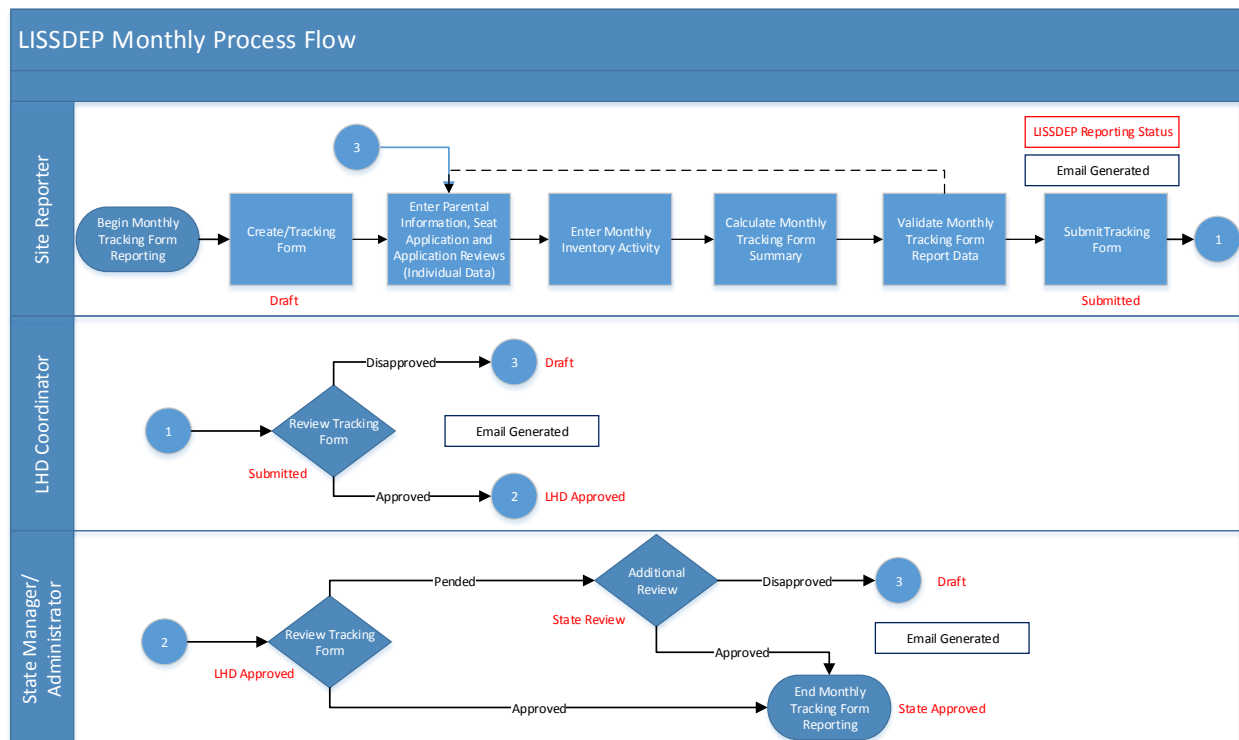 LISSDEP Monthly Process Flow
Site Reporter
LISSDEP Reporting Status
Email Generated
3
Begin Monthly
Tracking Form
Reporting
Create/Tracking
Form
Enter Parental
Information, Seat
Application and
Application Reviews
(Individual Data)
Enter Monthly
Inventory Activity
Calculate Monthly
Tracking Form
Summary
Validate Monthly
Tracking Form
Report Data
SubmitTracking
Form
1
Draft
Submitted
LHD Coordinator
Disapproved
3
Draft
1
Review Tracking
Form
Email Generated
Submitted
Approved
2
LHD Approved
State Manager/
Administrator
Pended
Additional
Review
Disapproved
3
Draft
State Review
2
Review Tracking
Form
Email Generated
LHD Approved
Approved
Approved
End Monthly
Tracking Form
Reporting
State Approved